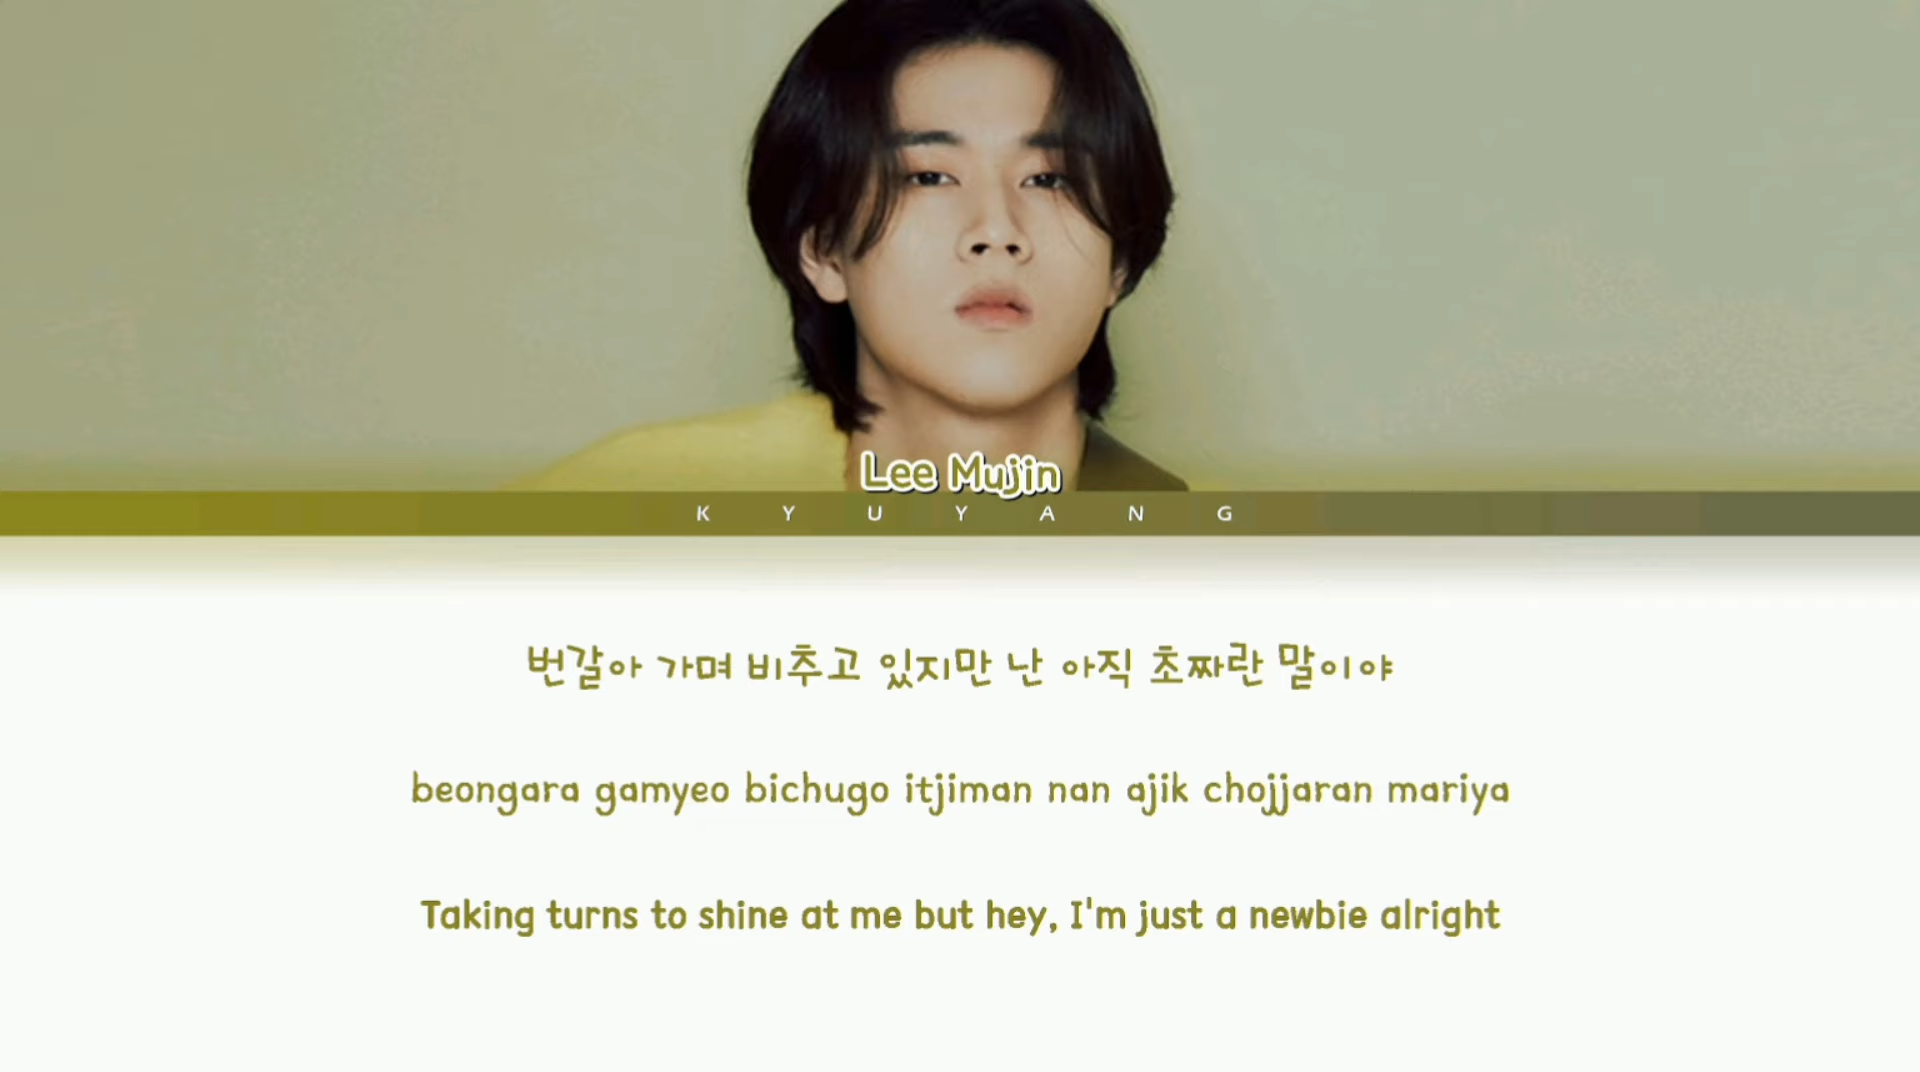 Lee Mujin
KYUYANG
번갈아 가며 비추고 있지만 난 아직 초짜란 말이야
beongara gamyeo bichugo itjiman nan ajik chojjaran mariya
Taking turns to shine at me but hey, I'm just a newbie alright